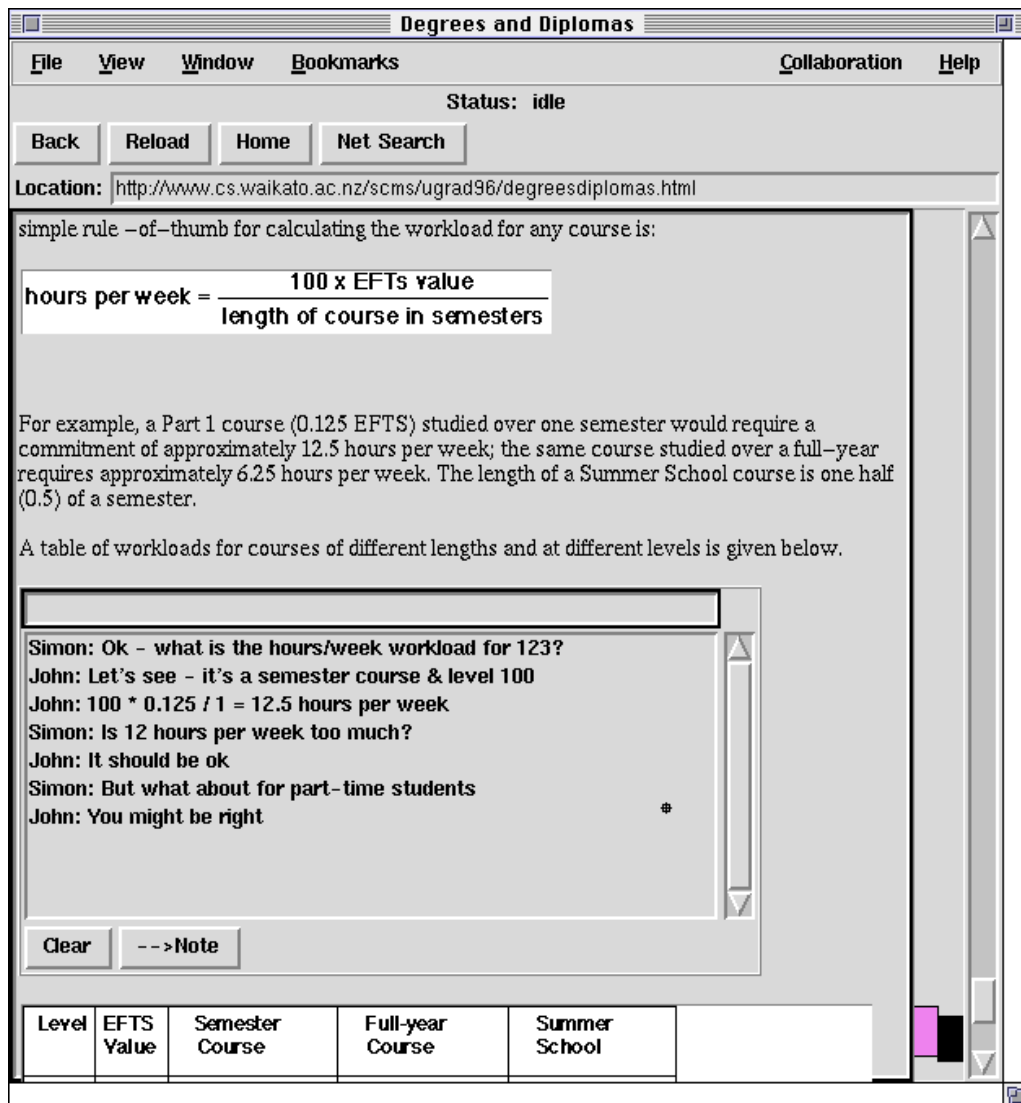 Degrees and Diplomas
File View Window Bookmarks Collaboration Help
Status: idle
Back Reload Home Net Search
Location: http://www.cs.waikato.ac.nz/scms/ugrad96/degreesdiplomas.html
simple rule –of–thumb for calculating the workload for any course is:
hours per week = 100 x EFTs value
length of course in semesters
For example, a Part 1 course (0.125 EFTS) studied over one semester would require a
commitment of approximately 12.5 hours per week; the same course studied over a full–year
requires approximately 6.25 hours per week. The length of a Summer School course is one half
(0.5) of a semester.
A table of workloads for courses of different lengths and at different levels is given below.
Simon: Ok - what is the hours/week workload for 123?
John: Let's see - it's a semester course & level 100
John: 100 * 0.125 / 1 = 12.5 hours per week
Simon: Is 12 hours per week too much?
John: It should be ok
Simon: But what about for part-time students
John: You might be right
Clear -->Note
Level EFTS Semester Full-year Summer
Value Course Course School